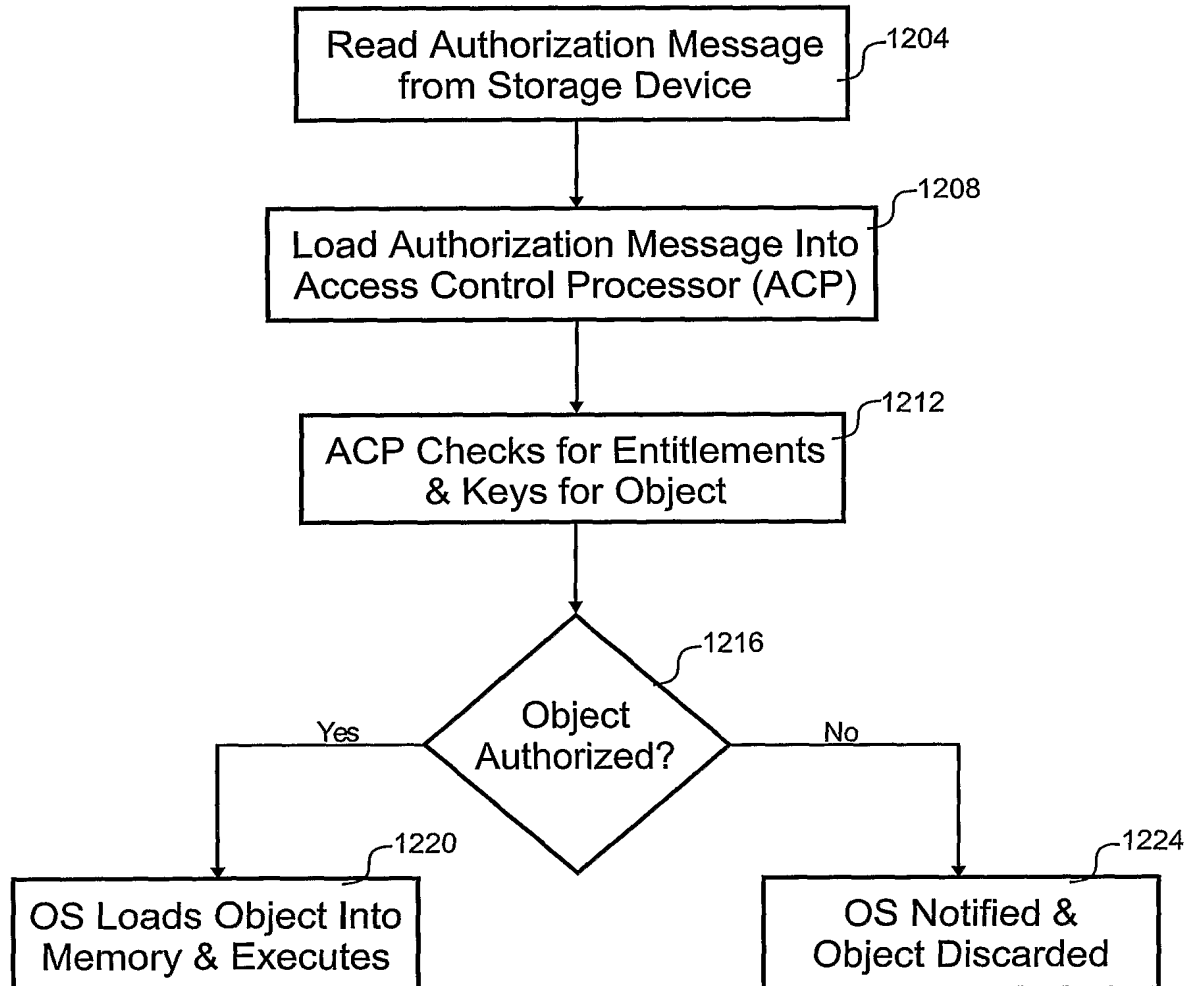 Read Authorization Message
from Storage Device
1204
Load Authorization Message Into
Access Control Processor (ACP)
1208
ACP Checks for Entitlements
& Keys for Object
1212
Object
Authorized?
1216
Yes
No
OS Loads Object Into
Memory & Executes
1220
OS Notified &
Object Discarded
1224